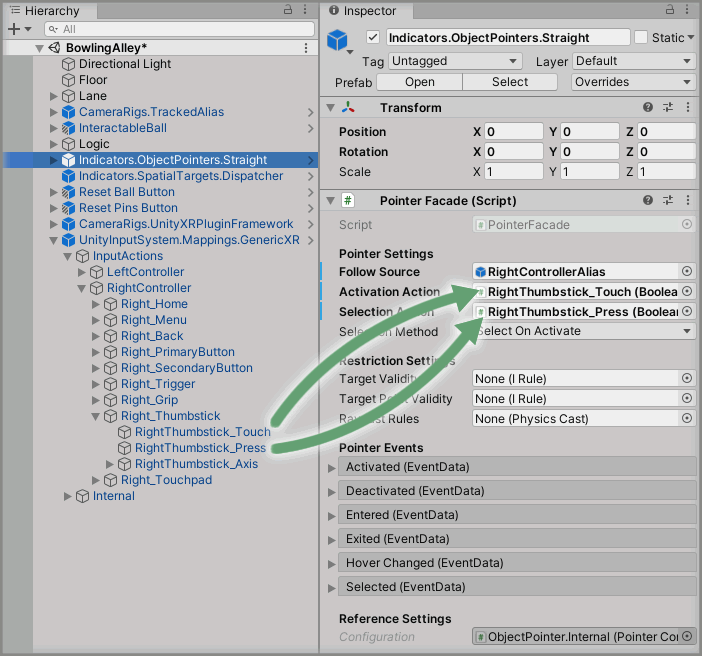 Hierarchy
All
BowlingAlley*
Directional Light
Floor
Lane
CameraRigs.TrackedAlias
InteractableBall
Logic
Indicators.ObjectPointers.Straight
Indicators.SpatialTargets.Dispatcher
Reset Ball Button
Reset Pins Button
CameraRigs.UnityXRPluginFramework
UnityInputSystem.Mappings.GenericXR
InputActions
LeftController
RightController
Right_Home
Right_Menu
Right_Back
Right_PrimaryButton
Right_SecondaryButton
Right_Trigger
Right_Grip
Right_Thumbstick
RightThumbstick_Touch
RightThumbstick_Press
RightThumbstick_Axis
Right_Touchpad
Internal
Inspector
Indicators.ObjectPointers.Straight Static
Tag Untagged Layer Default
Prefab Open Select Overrides
Transform
Position X 0 Y 0 Z 0
Rotation X 0 Y 0 Z 0
Scale X 1 Y 1 Z 1
# Pointer Facade (Script)
Script # PointerFacade
Pointer Settings
Follow Source RightControllerAlias
Activation Action # RightThumbstick_Touch (Boolea
Selection # RightThumbstick_Press (Boolear
Method Select On Activate
Restriction Settings
Target Validity None (I Rule)
Target Validity None (I Rule)
Rules None (Physics Cast)
Pointer Events
Activated (EventData)
Deactivated (EventData)
Entered (EventData)
Exited (EventData)
Hover Changed (EventData)
Selected (EventData)
Reference Settings
Configuration # ObjectPointer.Internal (Pointer Co